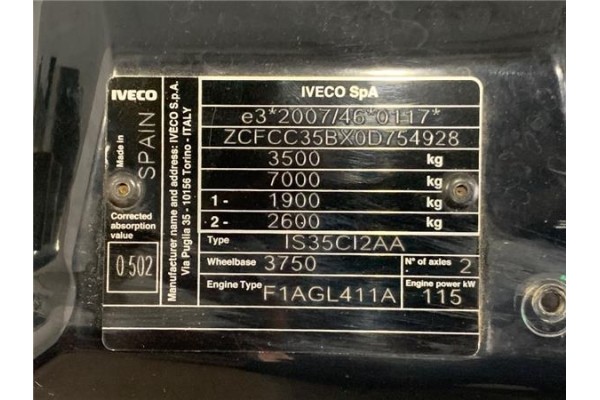 IVECO
Made in
SPAIN
Corrected
absorption
value
0 502
Manufacturer name and address: IVECO S.p.A.
Via Puglia 35 - 10156 Torino - ITALY
IVECO SpA
e3*2007/46*0117*
ZCFCC35BX0D754928
3500 kg
7000 kg
1- 1900 kg
2- 2600 kg
Type IS35CI2AA
Wheelbase 3750 N° of axles 2
Engine Type F1AGL411A Engine power kW 115